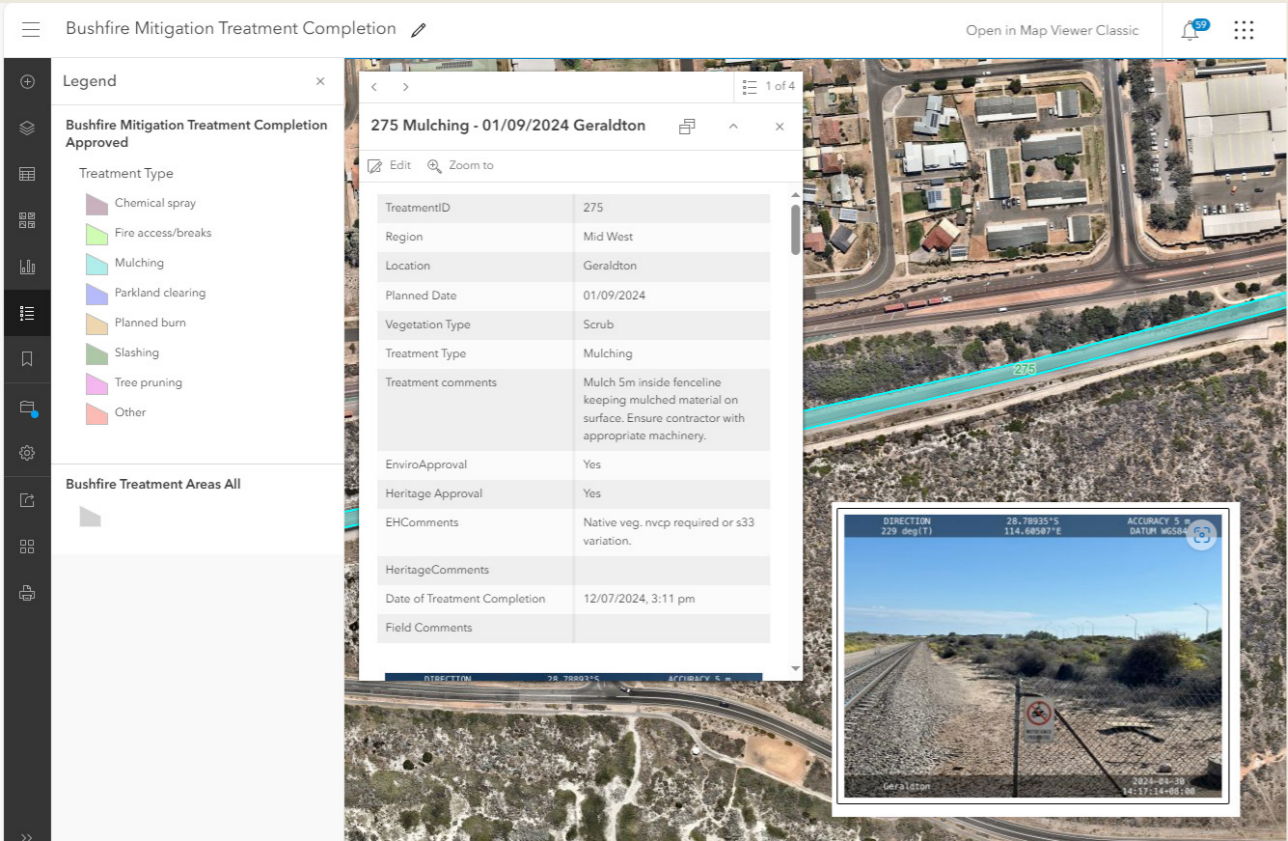 Bushfire Mitigation Treatment Completion
Open in Map Viewer Classic
59
Legend
Bushfire Mitigation Treatment Completion
Approved
Treatment Type
Chemical spray
Fire access/breaks
Mulching
Parkland clearing
Planned burn
Slashing
Tree pruning
Other
Bushfire Treatment Areas All
1 of 4
275 Mulching - 01/09/2024 Geraldton
Edit
Zoom to
TreatmentID 275
Region Mid West
Location Geraldton
Planned Date 01/09/2024
Vegetation Type Scrub
Treatment Type Mulching
Treatment comments Mulch 5m inside fenceline
keeping mulched material on
surface. Ensure contractor with
appropriate machinery.
EnviroApproval Yes
Heritage Approval Yes
EHComments Native veg. nvcp required or s33
variation.
HeritageComments
Date of Treatment Completion 12/07/2024, 3:11 pm
Field Comments
DIRECTION 28.78893°S ACCURACY 5 m
275
DIRECTION 28.78935°S ACCURACY 5 m
229 deg(T) 114.60507°E DATUM WGS84
Geraldton
2024-04-30
14:17:14+08:00